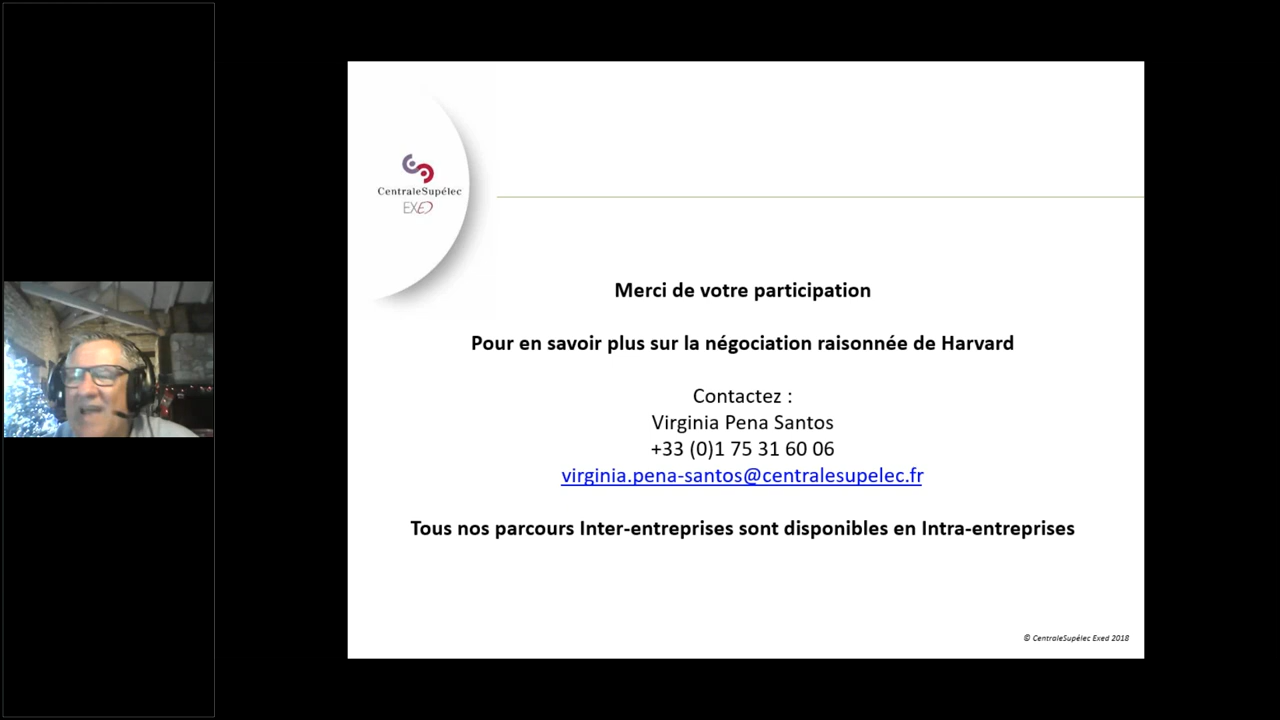 CentraleSupélec
EXED
Merci de votre participation
Pour en savoir plus sur la négociation raisonnée de Harvard
Contactez :
Virginia Pena Santos
+33 (0)1 75 31 60 06
virginia.pena-santos@centralesupelec.fr
Tous nos parcours Inter-entreprises sont disponibles en Intra-entreprises
© CentraleSupélec Exed 2018